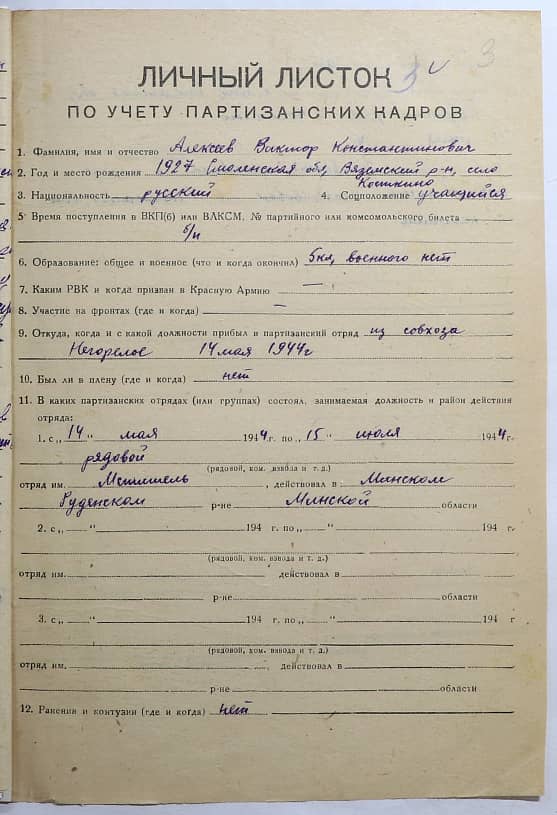 3
ЛИЧНЫЙ ЛИСТОК
ПО УЧЕТУ ПАРТИЗАНСКИХ КАДРОВ
1. Фамилия, имя и отчество Алексеев Виктор Константинович
2. Год и место рождения 1927 Смоленская обл, Вяземский р-н, село
Косткино
3. Национальность русский 4. Соцположение учащийся
5. Время поступления в ВКП(б) или ВЛКСМ, № партийного или комсомольского билета
б/п
6. Образование: общее и военное (что и когда окончил) 5кл, военного нет
7. Каким РВК и когда призван в Красную Армию —
8. Участие на фронтах (где и когда) —
9. Откуда, когда и с какой должности прибыл в партизанский отряд из совхоза
Негорелое 14 мая 1944г
10. Был ли в плену (где и когда) нет
11. В каких партизанских отрядах (или группах) состоял, занимаемая должность и район действия
отряда:
1. с „14„ мая 1944 г. по „15„ июля 1944г.
рядовой
(рядовой, ком. взвода и т. д.)
отряд им. Мститель, действовал в Минском
Руденском р-не Минской области
2. с „ “ 194 г. по „ “ 194 г.
(рядовой, ком. взвода и т. д.)
отряд им. действовал в
р-не области
3. с „ “ 194 г. по „ “ 194 г
(рядовой, ком. взвода и т. д.)
отряд им. , действовал в
р-не области
12. Ранения и контузии (где и когда) нет